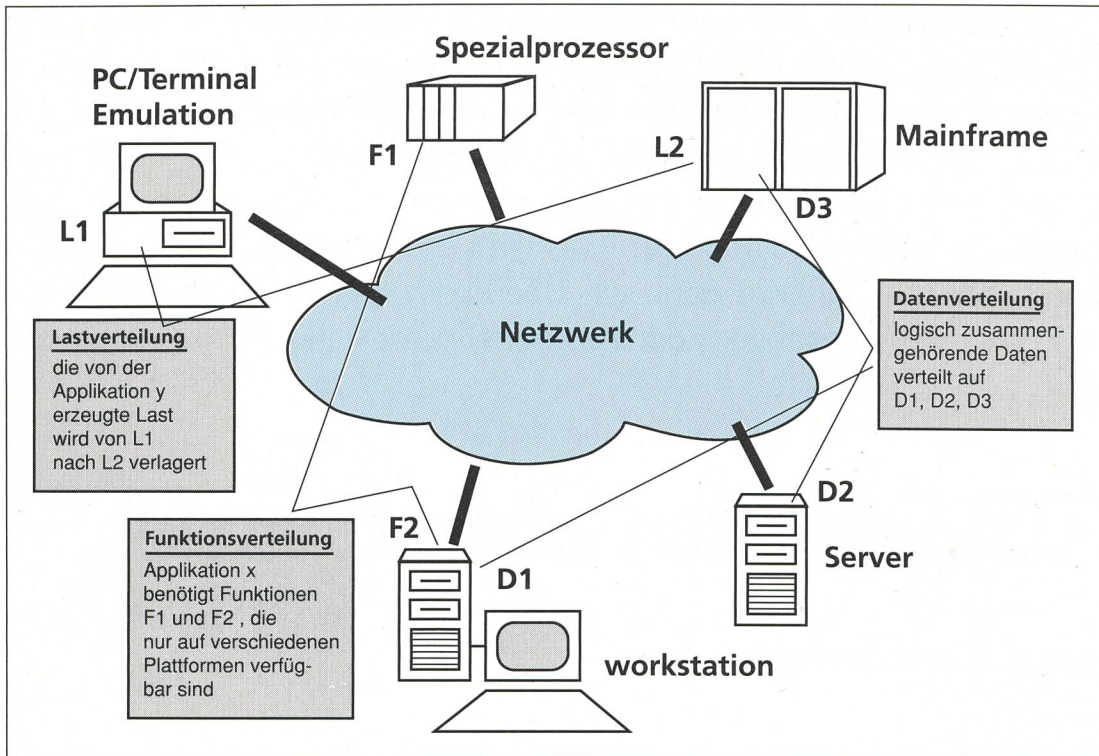 Spezialprozessor
PC/Terminal
Emulation
F1
L2
Mainframe
L1
D3
Lastverteilung
die von der
Applikation y
erzeugte Last
wird von L1
nach L2 verlagert
Netzwerk
Datenverteilung
logisch zusammen-
gehörende Daten
verteilt auf
D1, D2, D3
Funktionsverteilung
Applikation x
benötigt Funktionen
F1 und F2 , die
nur auf verschiedenen
Plattformen verfüg-
bar sind
F2
D1
D2
Server
workstation